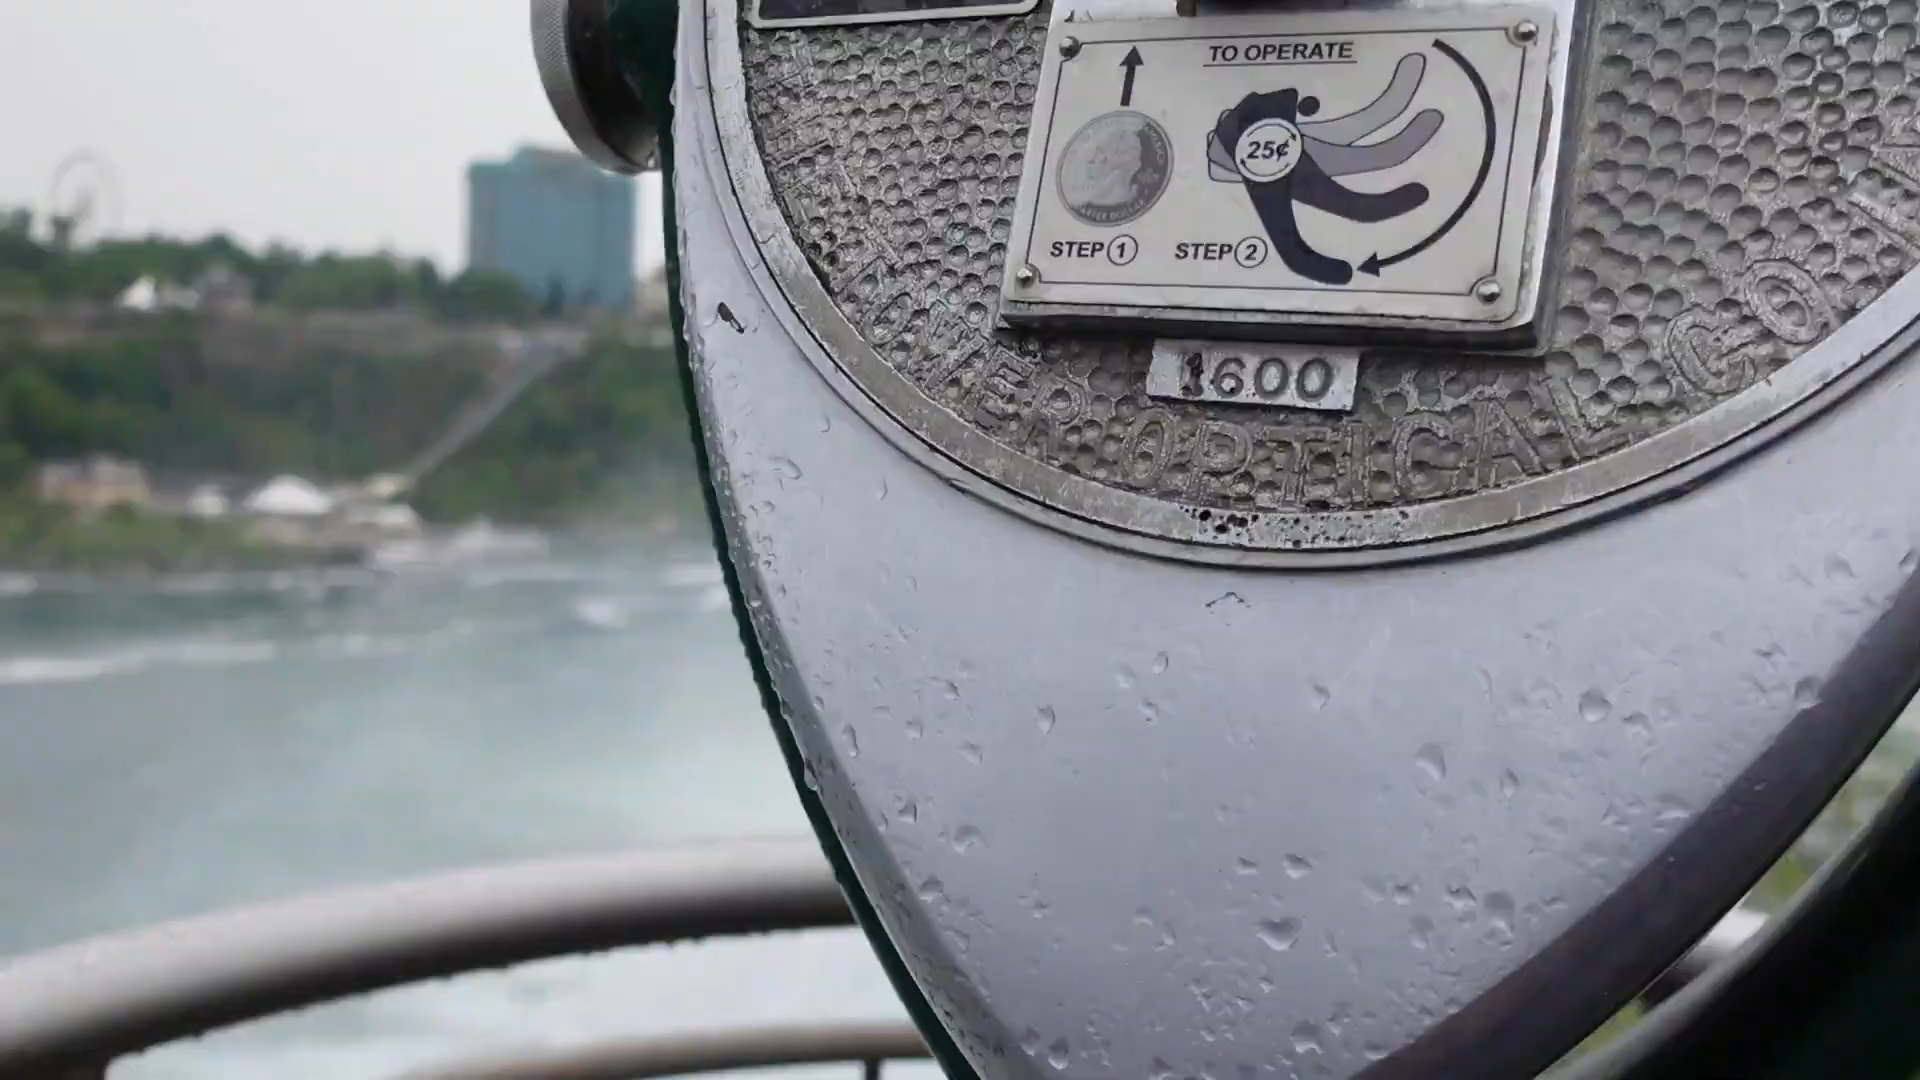 TO OPERATE
25¢
STEP 1 STEP 2
1600
TOWER OPTICAL CO